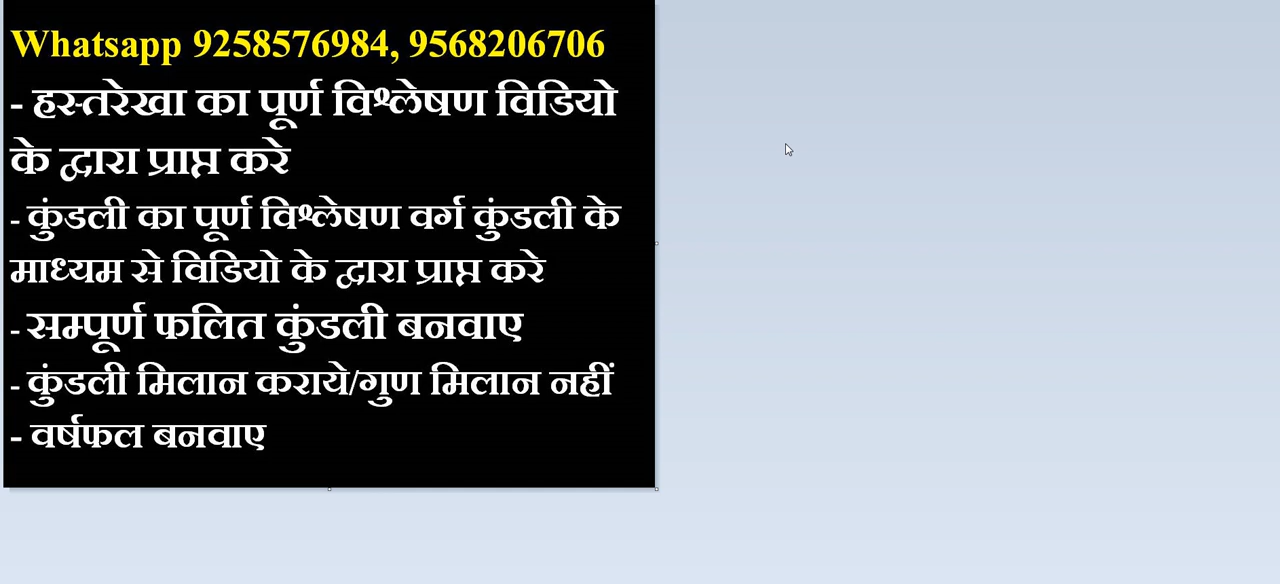 Whatsapp 9258576984, 9568206706
- हस्तरेखा का पूर्ण विश्लेषण विडियो
के द्वारा प्राप्त करे
- कुंडली का पूर्ण विश्लेषण वर्ग कुंडली के
माध्यम से विडियो के द्वारा प्राप्त करे
- सम्पूर्ण फलित कुंडली बनवाए
- कुंडली मिलान कराये/गुण मिलान नहीं
- वर्षफल बनवाए